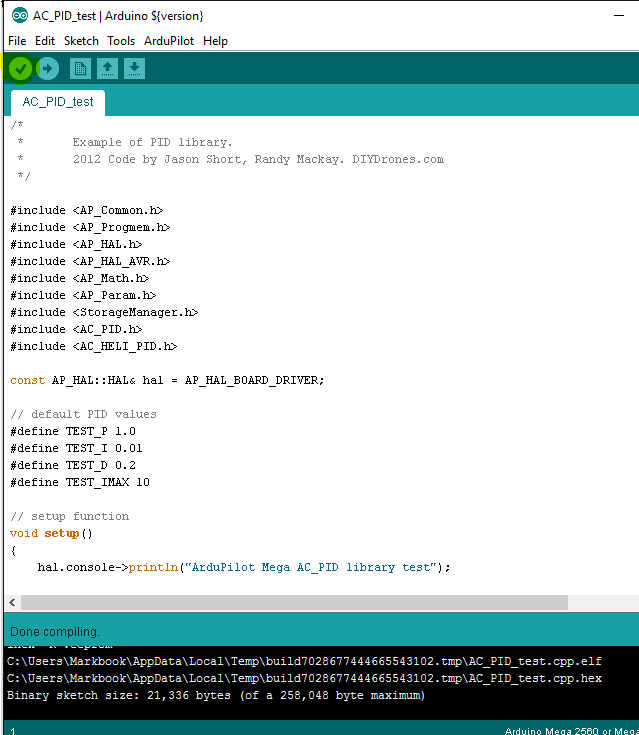 AC_PID_test | Arduino ${version}
File Edit Sketch Tools ArduPilot Help
AC_PID_test
/*
 *       Example of PID library.
 *       2012 Code by Jason Short, Randy Mackay. DIYDrones.com
 */
#include <AP_Common.h>
#include <AP_Progmem.h>
#include <AP_HAL.h>
#include <AP_HAL_AVR.h>
#include <AP_Math.h>
#include <AP_Param.h>
#include <StorageManager.h>
#include <AC_PID.h>
#include <AC_HELI_PID.h>
const AP_HAL::HAL& hal = AP_HAL_BOARD_DRIVER;
// default PID values
#define TEST_P 1.0
#define TEST_I 0.01
#define TEST_D 0.2
#define TEST_IMAX 10
// setup function
void setup()
{
    hal.console->println("ArduPilot Mega AC_PID library test");
Done compiling.
C:\Users\Markbook\AppData\Local\Temp\build7028677444665543102.tmp\AC_PID_test.cpp.elf
C:\Users\Markbook\AppData\Local\Temp\build7028677444665543102.tmp\AC_PID_test.cpp.hex
Binary sketch size: 21,336 bytes (of a 258,048 byte maximum)
1 Arduino Mega 2560 or Mega